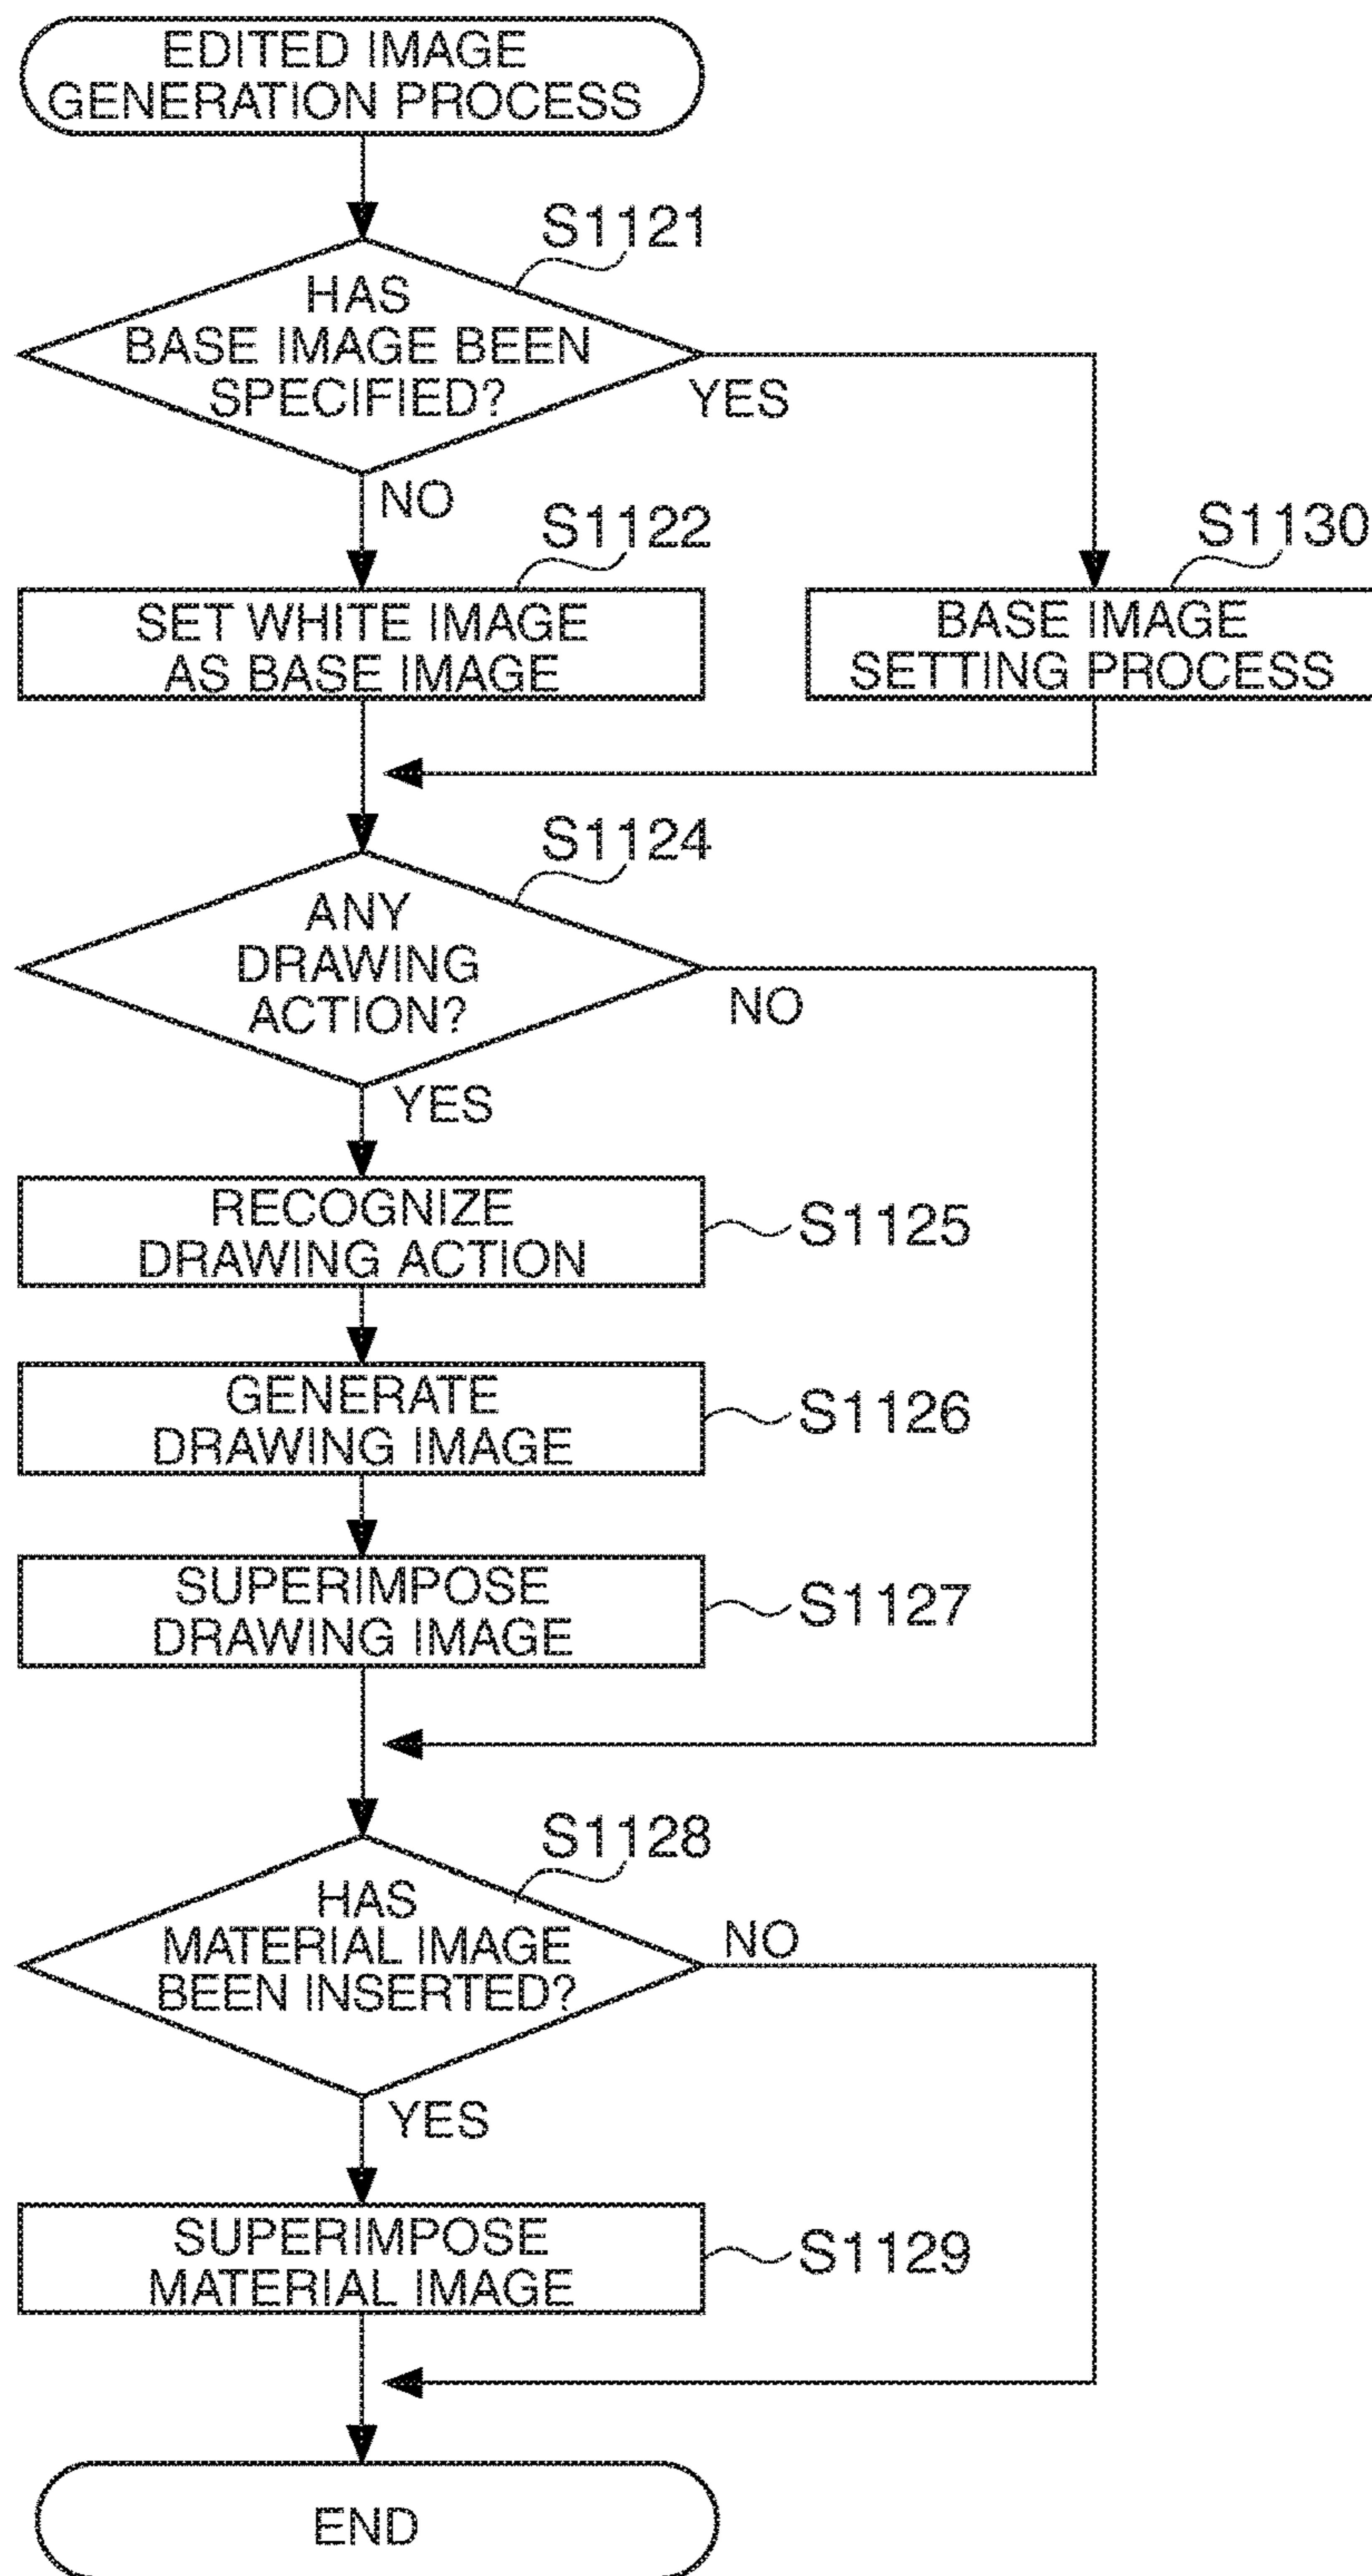 EDITED IMAGE
GENERATION PROCESS
S1121
HAS
BASE IMAGE BEEN
SPECIFIED?
YES
NO
S1122
S1130
SET WHITE IMAGE
AS BASE IMAGE
BASE IMAGE
SETTING PROCESS
S1124
ANY
DRAWING
ACTION?
NO
YES
RECOGNIZE
DRAWING ACTION
S1125
GENERATE
DRAWING IMAGE
S1126
SUPERIMPOSE
DRAWING IMAGE
S1127
S1128
HAS
MATERIAL IMAGE
BEEN INSERTED?
NO
YES
SUPERIMPOSE
MATERIAL IMAGE
S1129
END